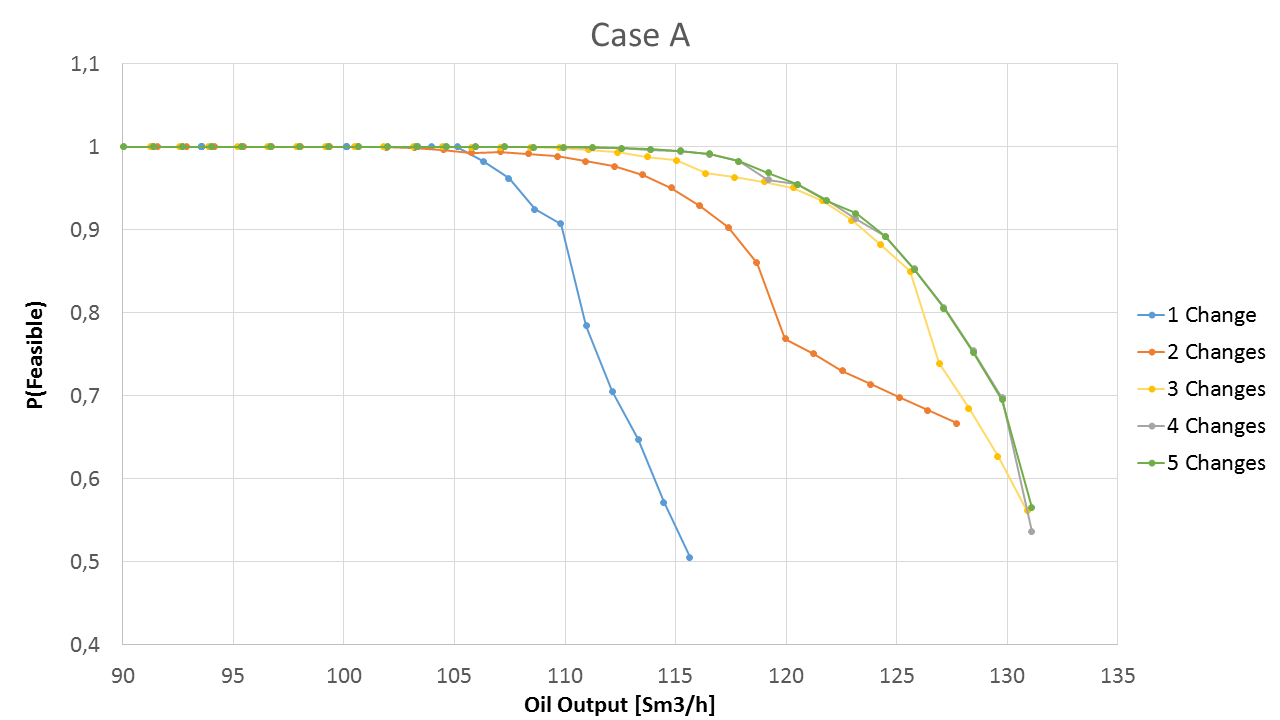 Case A
1,1
1
0,9
0,8
0,7
0,6
0,5
0,4
P(Feasible)
90 95 100 105 110 115 120 125 130 135
Oil Output [Sm3/h]
1 Change
2 Changes
3 Changes
4 Changes
5 Changes